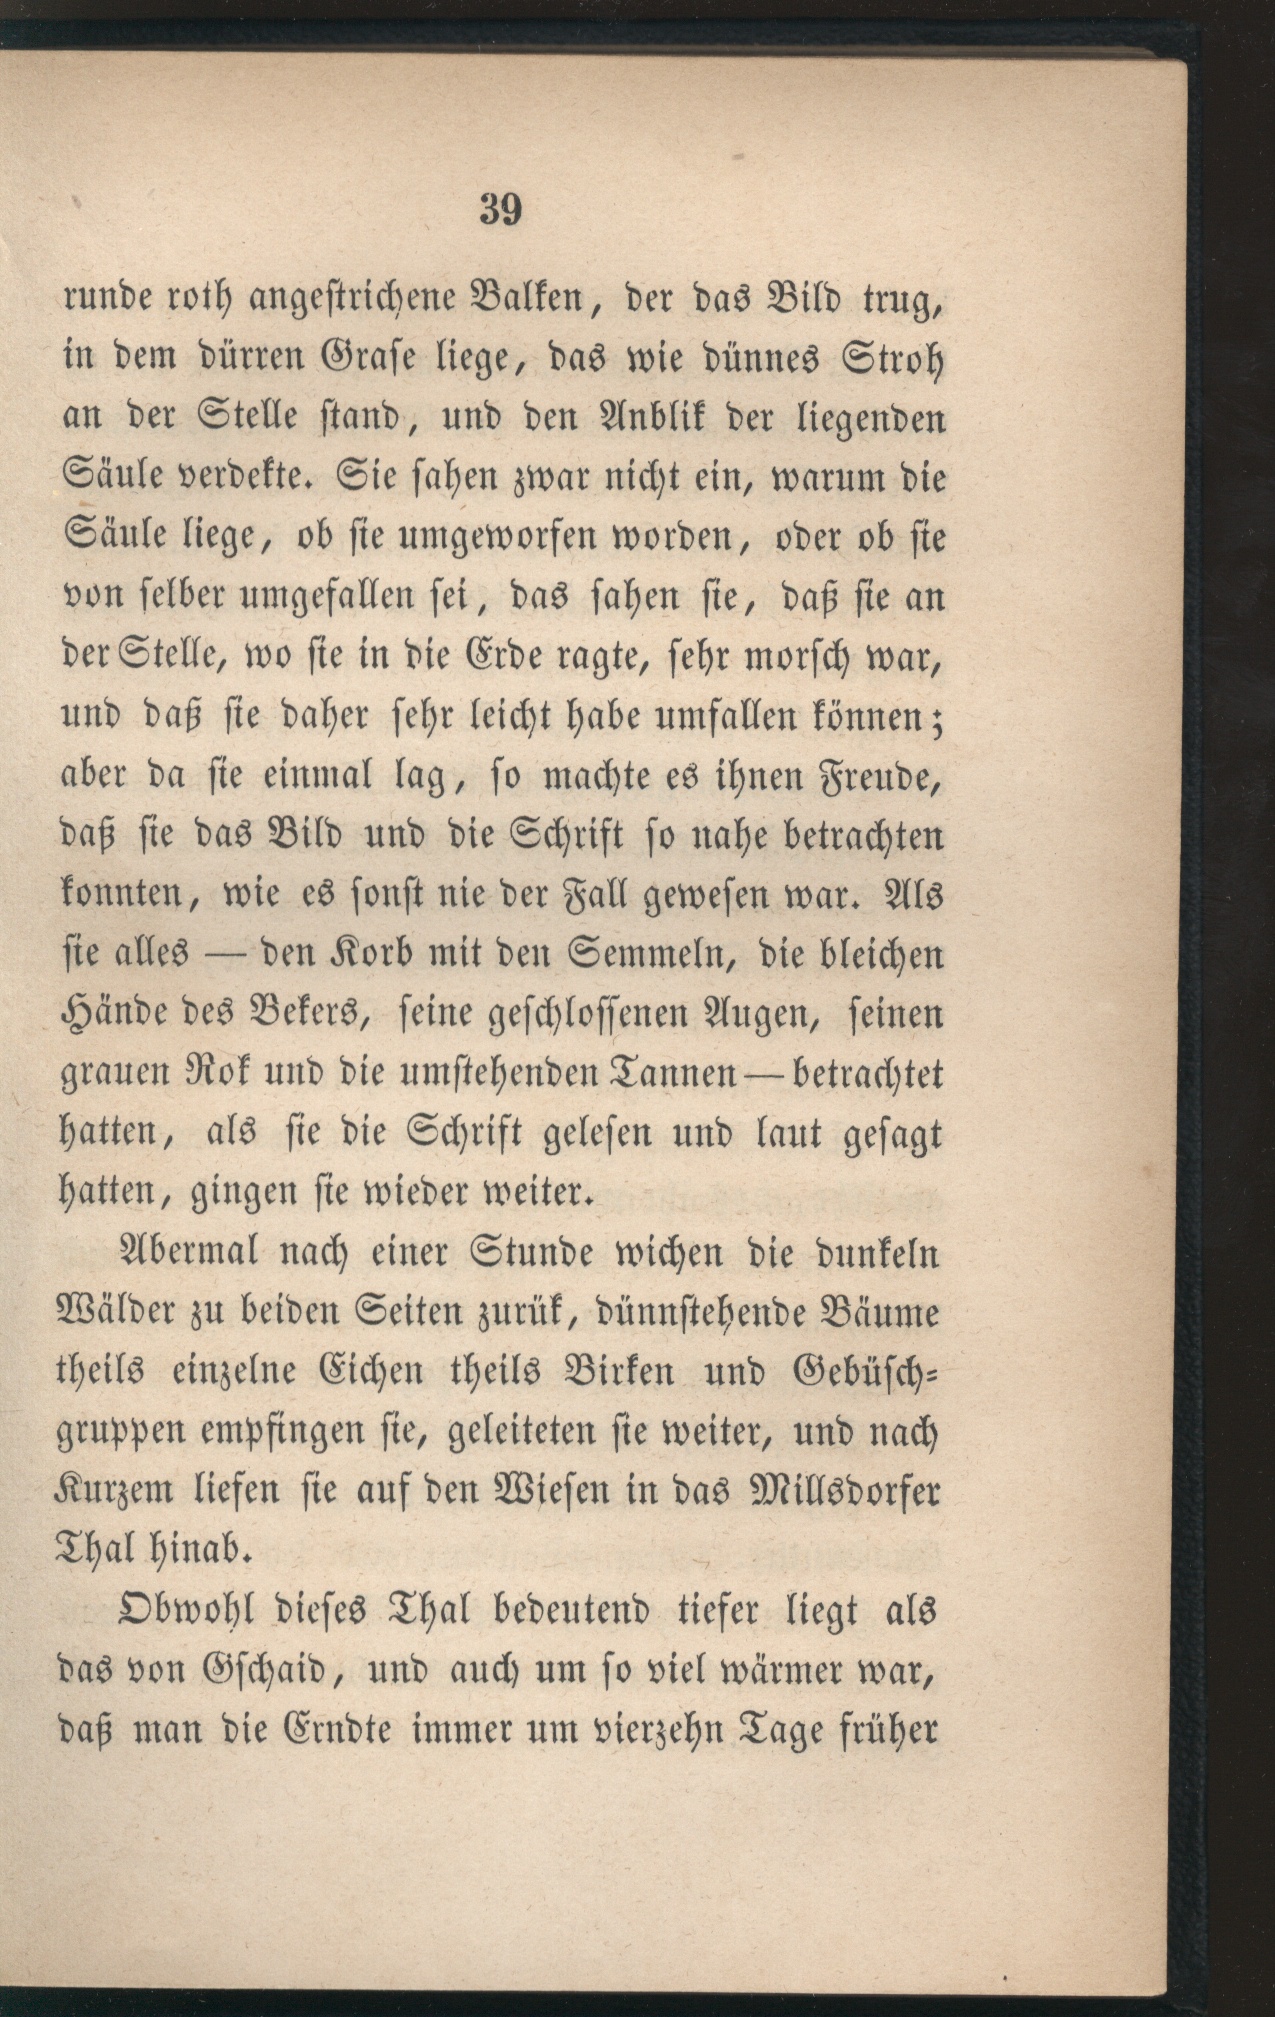 39
runde roth angestrichene Balken, der das Bild trug,
in dem dürren Grase liege, das wie dünnes Stroh
an der Stelle stand, und den Anblik der liegenden
Säule verdekte. Sie sahen zwar nicht ein, warum die
Säule liege, ob sie umgeworfen worden, oder ob sie
von selber umgefallen sei, das sahen sie, daß sie an
der Stelle, wo sie in die Erde ragte, sehr morsch war,
und daß sie daher sehr leicht habe umfallen können;
aber da sie einmal lag, so machte es ihnen Freude,
daß sie das Bild und die Schrift so nahe betrachten
konnten, wie es sonst nie der Fall gewesen war. Als
sie alles — den Korb mit den Semmeln, die bleichen
Hände des Bekers, seine geschlossenen Augen, seinen
grauen Rok und die umstehenden Tannen — betrachtet
hatten, als sie die Schrift gelesen und laut gesagt
hatten, gingen sie wieder weiter.
Abermal nach einer Stunde wichen die dunkeln
Wälder zu beiden Seiten zurük, dünnstehende Bäume
theils einzelne Eichen theils Birken und Gebüsch-
gruppen empfingen sie, geleiteten sie weiter, und nach
Kurzem liefen sie auf den Wiesen in das Millsdorfer
Thal hinab.
Obwohl dieses Thal bedeutend tiefer liegt als
das von Gschaid, und auch um so viel wärmer war,
daß man die Erndte immer um vierzehn Tage früher